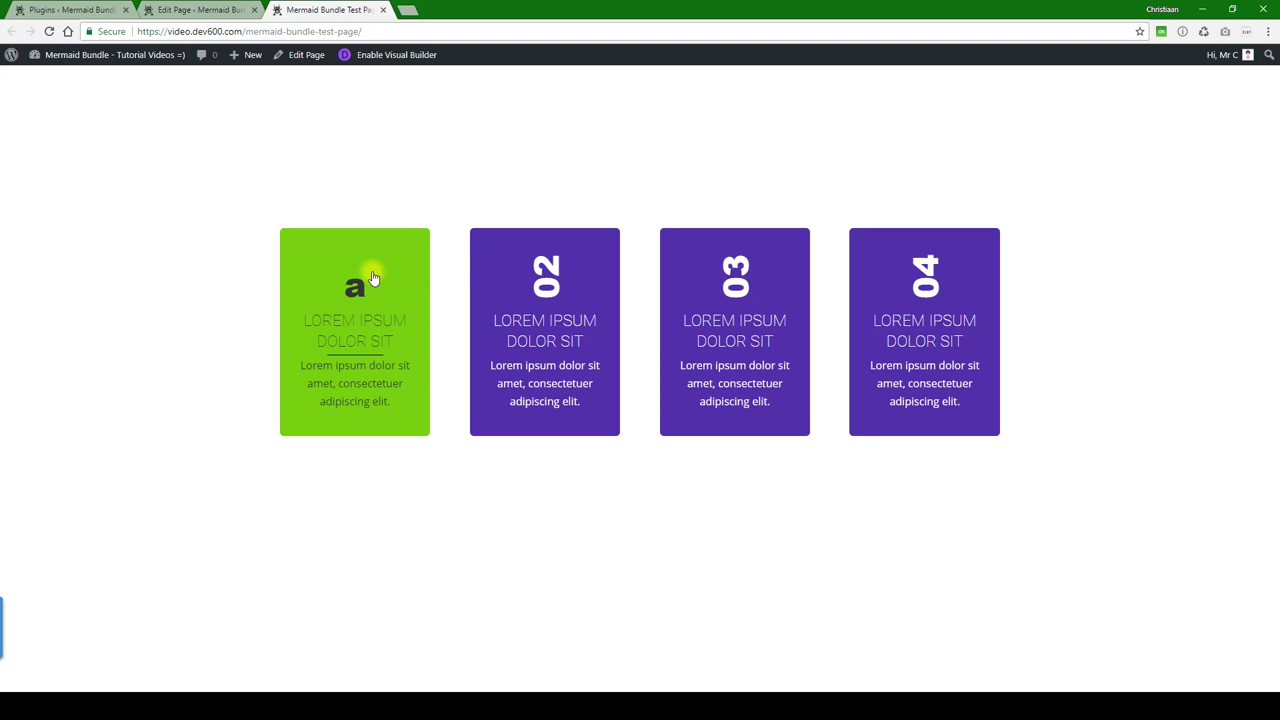 Plugins ‹ Mermaid Bundl
Edit Page ‹ Mermaid Bun
Mermaid Bundle Test Pa
Christiaan
Secure
https://video.dev600.com/mermaid-bundle-test-page/
Mermaid Bundle - Tutorial Videos =)
0
New
Edit Page
Enable Visual Builder
Hi, Mr C
a
LOREM IPSUM
DOLOR SIT
Lorem ipsum dolor sit
amet, consectetuer
adipiscing elit.
02
LOREM IPSUM
DOLOR SIT
Lorem ipsum dolor sit
amet, consectetuer
adipiscing elit.
03
LOREM IPSUM
DOLOR SIT
Lorem ipsum dolor sit
amet, consectetuer
adipiscing elit.
04
LOREM IPSUM
DOLOR SIT
Lorem ipsum dolor sit
amet, consectetuer
adipiscing elit.